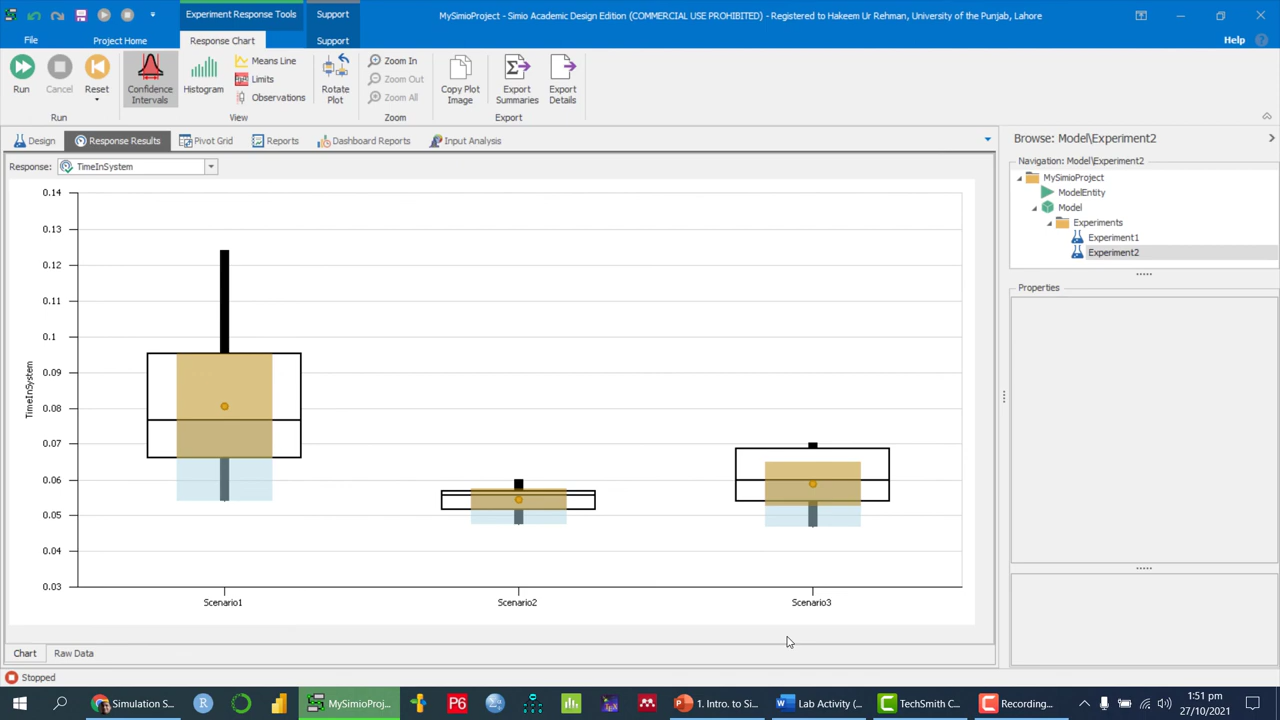 Experiment Response Tools
Support
MySimioProject - Simio Academic Design Edition (COMMERCIAL USE PROHIBITED) - Registered to Hakeem Ur Rehman, University of the Punjab, Lahore
File
Project Home
Response Chart
Support
Help
Run
Cancel
Reset
Confidence
Intervals
Histogram
Means Line
Limits
Observations
Rotate
Plot
Zoom In
Zoom Out
Zoom All
Copy Plot
Image
Export
Summaries
Export
Details
Run
View
Zoom
Export
Design
Response Results
Pivot Grid
Reports
Dashboard Reports
Input Analysis
Response: TimeInSystem
0.14
0.13
0.12
0.11
0.1
0.09
0.08
0.07
0.06
0.05
0.04
0.03
TimeInSystem
Scenario1
Scenario2
Scenario3
Chart
Raw Data
Browse: Model\Experiment2
Navigation: Model\Experiment2
MySimioProject
ModelEntity
Model
Experiments
Experiment1
Experiment2
Properties
Stopped
Simulation S...
R
MySimioProj...
P6
1. Intro. to Si...
Lab Activity (...
TechSmith C...
Recording...
1:51 pm
27/10/2021